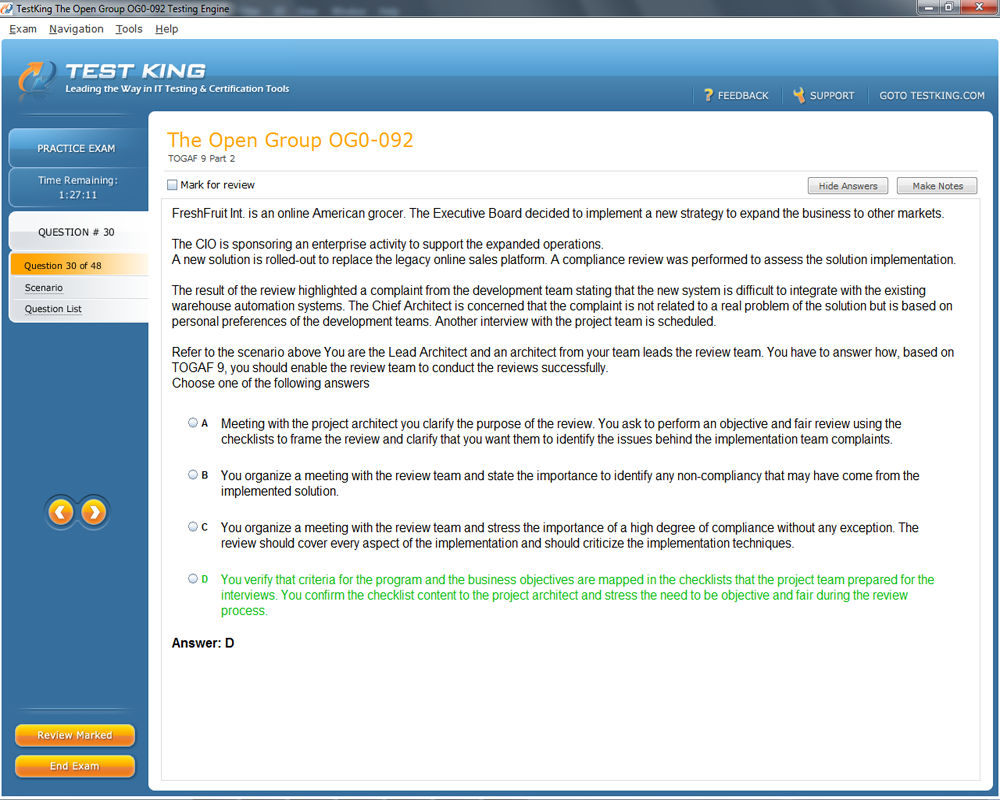 TestKing The Open Group OG0-092 Testing Engine
Exam Navigation Tools Help
TEST KING
Leading the Way in IT Testing & Certification Tools
FEEDBACK SUPPORT GOTO TESTKING.COM
PRACTICE EXAM
Time Remaining:
1:27:11
QUESTION # 30
Question 30 of 48
Scenario
Question List
The Open Group OG0-092
TOGAF 9 Part 2
Mark for review
Hide Answers Make Notes
FreshFruit Int. is an online American grocer. The Executive Board decided to implement a new strategy to expand the business to other markets.
The CIO is sponsoring an enterprise activity to support the expanded operations.
A new solution is rolled-out to replace the legacy online sales platform. A compliance review was performed to assess the solution implementation.
The result of the review highlighted a complaint from the development team stating that the new system is difficult to integrate with the existing
warehouse automation systems. The Chief Architect is concerned that the complaint is not related to a real problem of the solution but is based on
personal preferences of the development teams. Another interview with the project team is scheduled.
Refer to the scenario above You are the Lead Architect and an architect from your team leads the review team. You have to answer how, based on
TOGAF 9, you should enable the review team to conduct the reviews successfully.
Choose one of the following answers
A Meeting with the project architect you clarify the purpose of the review. You ask to perform an objective and fair review using the
checklists to frame the review and clarify that you want them to identify the issues behind the implementation team complaints.
B You organize a meeting with the review team and state the importance to identify any non-compliancy that may have come from the
implemented solution.
C You organize a meeting with the review team and stress the importance of a high degree of compliance without any exception. The
review should cover every aspect of the implementation and should criticize the implementation techniques.
D You verify that criteria for the program and the business objectives are mapped in the checklists that the project team prepared for the
interviews. You confirm the checklist content to the project architect and stress the need to be objective and fair during the review
process.
Answer: D
Review Marked
End Exam